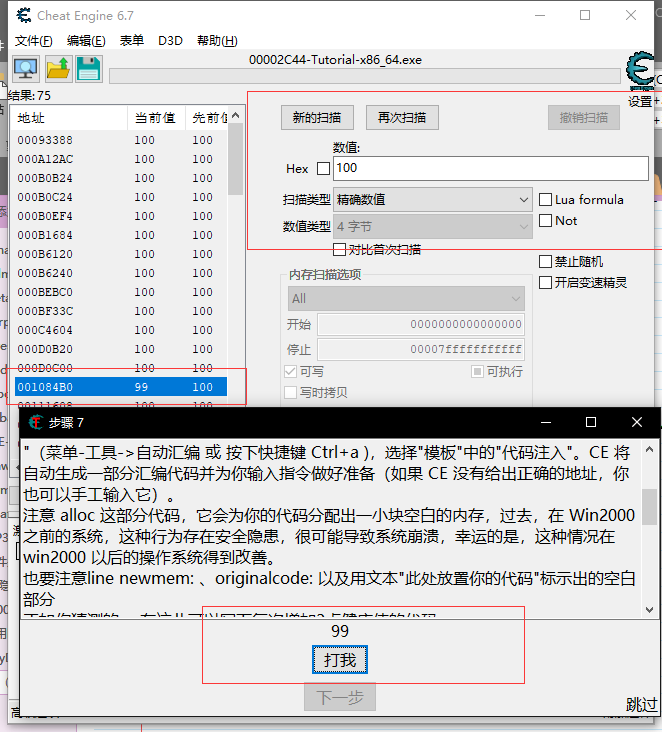 Cheat Engine 6.7
文件(F) 编辑(E) 表单 D3D 帮助(H)
00002C44-Tutorial-x86_64.exe
结果: 75
设置
地址 当前值 先前值
00093388 100 100
000A12AC 100 100
000B0B24 100 100
000B0C24 100 100
000B0EF4 100 100
000B1684 100 100
000B6120 100 100
000B6240 100 100
000BEBC0 100 100
000BF33C 100 100
000C4604 100 100
000D0B20 100 100
000D0C00 100 100
001084B0 99 100
00111608 100 100
新的扫描 再次扫描 撤销扫描
数值:
Hex 100
扫描类型 精确数值 Lua formula
数值类型 4 字节 Not
对比首次扫描
内存扫描选项 禁止随机
All 开启变速精灵
开始 0000000000000000
停止 00007fffffffffff
可写 可执行
写时拷贝
步骤 7
"（菜单-工具->自动汇编 或 按下快捷键 Ctrl+a )，选择"模板"中的"代码注入"。CE 将
自动生成一部分汇编代码并为你输入指令做好准备（如果 CE 没有给出正确的地址，你
也可以手工输入它）。
注意 alloc 这部分代码，它会为你的代码分配出一小块空白的内存，过去，在 Win2000
之前的系统，这种行为存在安全隐患，很可能导致系统崩溃，幸运的是，这种情况在
win2000 以后的操作系统得到改善。
也要注意line newmem: 、originalcode: 以及用文本"此处放置你的代码"标示出的空白
部分
99
打我
下一步
跳过